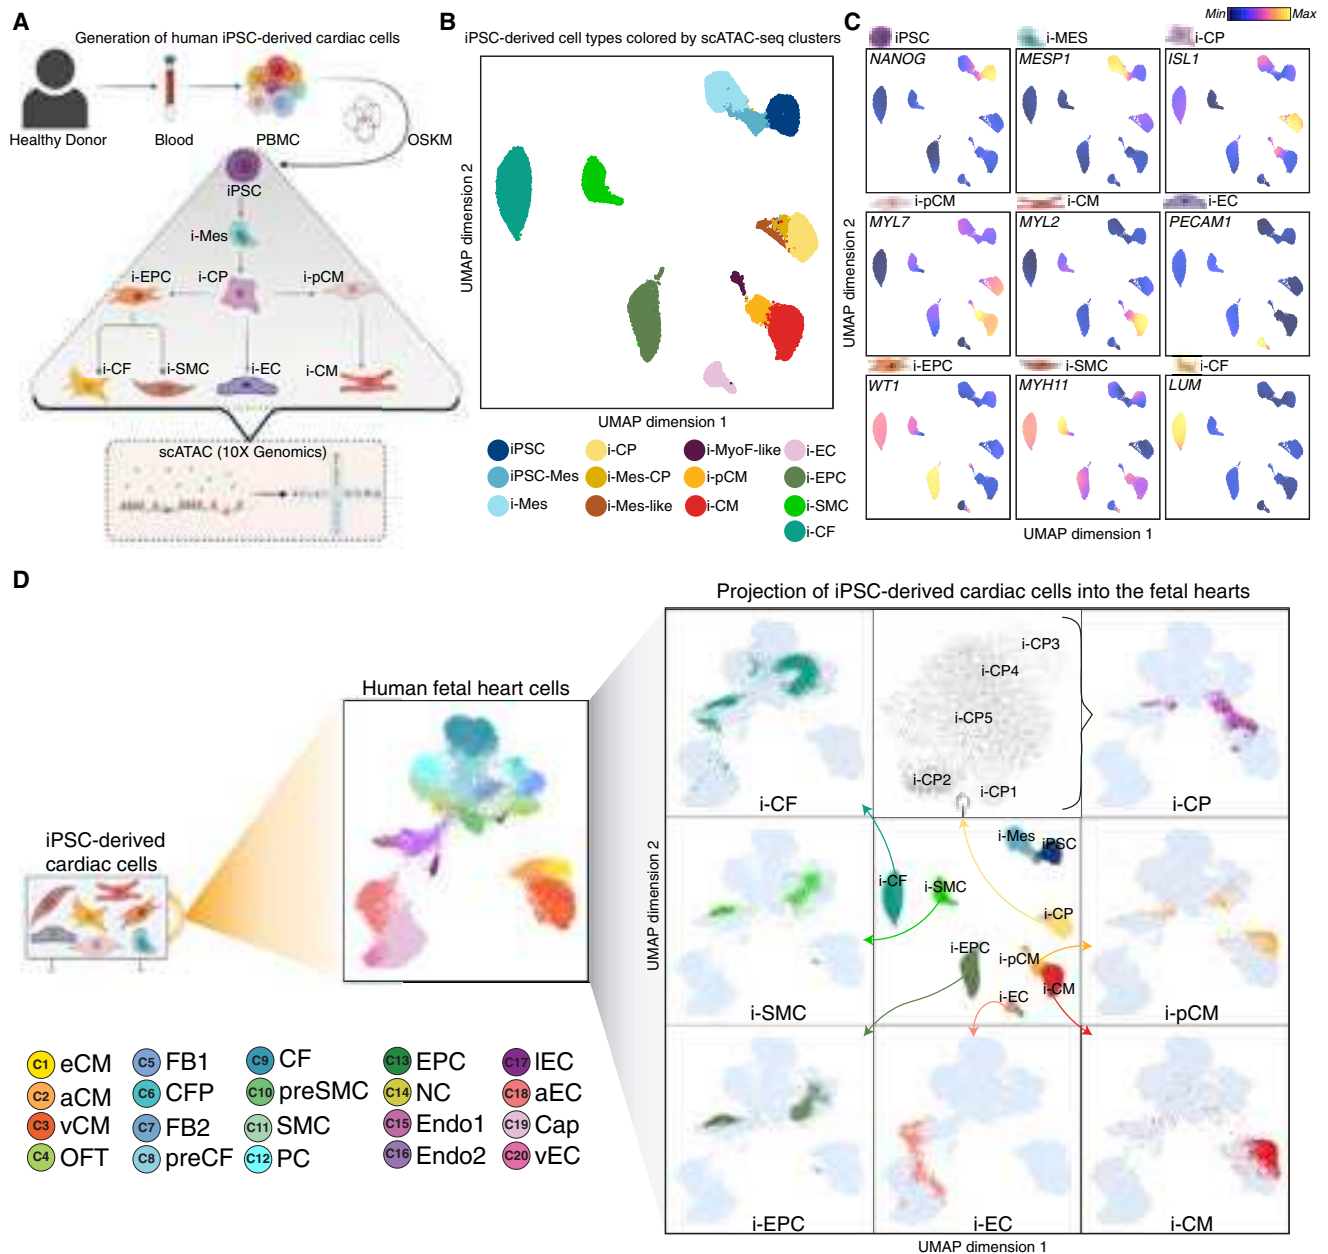 A
Generation of human iPSC-derived cardiac cells
Healthy Donor
Blood
PBMC
OSKM
iPSC
i-Mes
i-EPC
i-CP
i-pCM
i-CF
i-SMC
i-EC
i-CM
scATAC (10X Genomics)
B
iPSC-derived cell types colored by scATAC-seq clusters
UMAP dimension 2
UMAP dimension 1
iPSC
i-CP
i-MyoF-like
i-EC
iPSC-Mes
i-Mes-CP
i-pCM
i-EPC
i-Mes
i-Mes-like
i-CM
i-SMC
i-CF
C
Min
Max
iPSC
i-MES
i-CP
NANOG
MESP1
ISL1
i-pCM
i-CM
i-EC
MYL7
MYL2
PECAM1
i-EPC
i-SMC
i-CF
WT1
MYH11
LUM
UMAP dimension 2
UMAP dimension 1
D
iPSC-derived
cardiac cells
Human fetal heart cells
Projection of iPSC-derived cardiac cells into the fetal hearts
i-CF
i-CP3
i-CP4
i-CP5
i-CP2
i-CP1
i-CP
i-SMC
i-Mes
iPSC
i-CF
i-SMC
i-CP
i-EPC
i-pCM
i-EC
i-CM
i-pCM
i-EPC
i-EC
i-CM
UMAP dimension 2
UMAP dimension 1
C1 eCM
C2 aCM
C3 vCM
C4 OFT
C5 FB1
C6 CFP
C7 FB2
C8 preCF
C9 CF
C10 preSMC
C11 SMC
C12 PC
C13 EPC
C14 NC
C15 Endo1
C16 Endo2
C17 lEC
C18 aEC
C19 Cap
C20 vEC